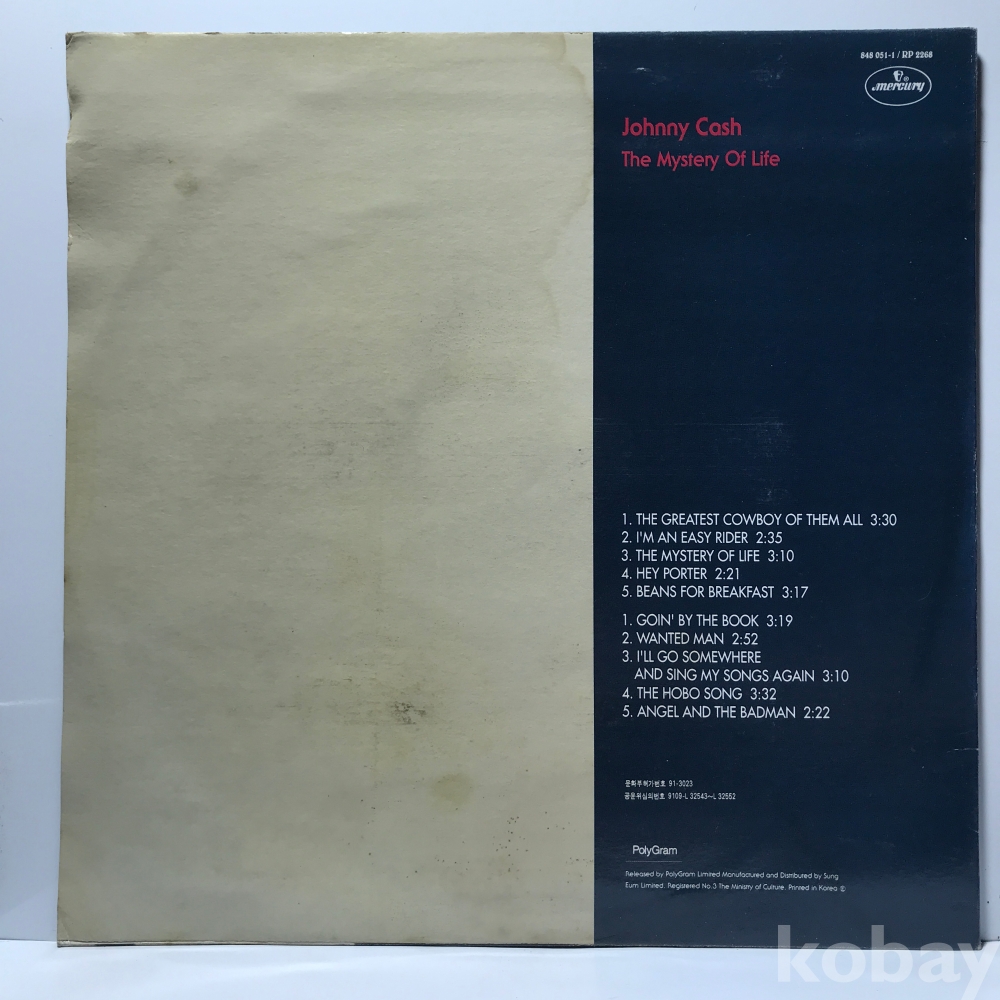 848 051-1 / RP 2268
mercury
Johnny Cash
The Mystery Of Life
1. THE GREATEST COWBOY OF THEM ALL 3:30
2. I'M AN EASY RIDER 2:35
3. THE MYSTERY OF LIFE 3:10
4. HEY PORTER 2:21
5. BEANS FOR BREAKFAST 3:17
1. GOIN' BY THE BOOK 3:19
2. WANTED MAN 2:52
3. I'LL GO SOMEWHERE
AND SING MY SONGS AGAIN 3:10
4. THE HOBO SONG 3:32
5. ANGEL AND THE BADMAN 2:22
문화부허가번호 91-3023
공윤위심의번호 9109-L 32543~L 32552
PolyGram
Released by PolyGram Limited Manufactured and Distributed by Sung
Eum Limited. Registered No.3 The Ministry of Culture. Printed in Korea Ⓔ
kobay